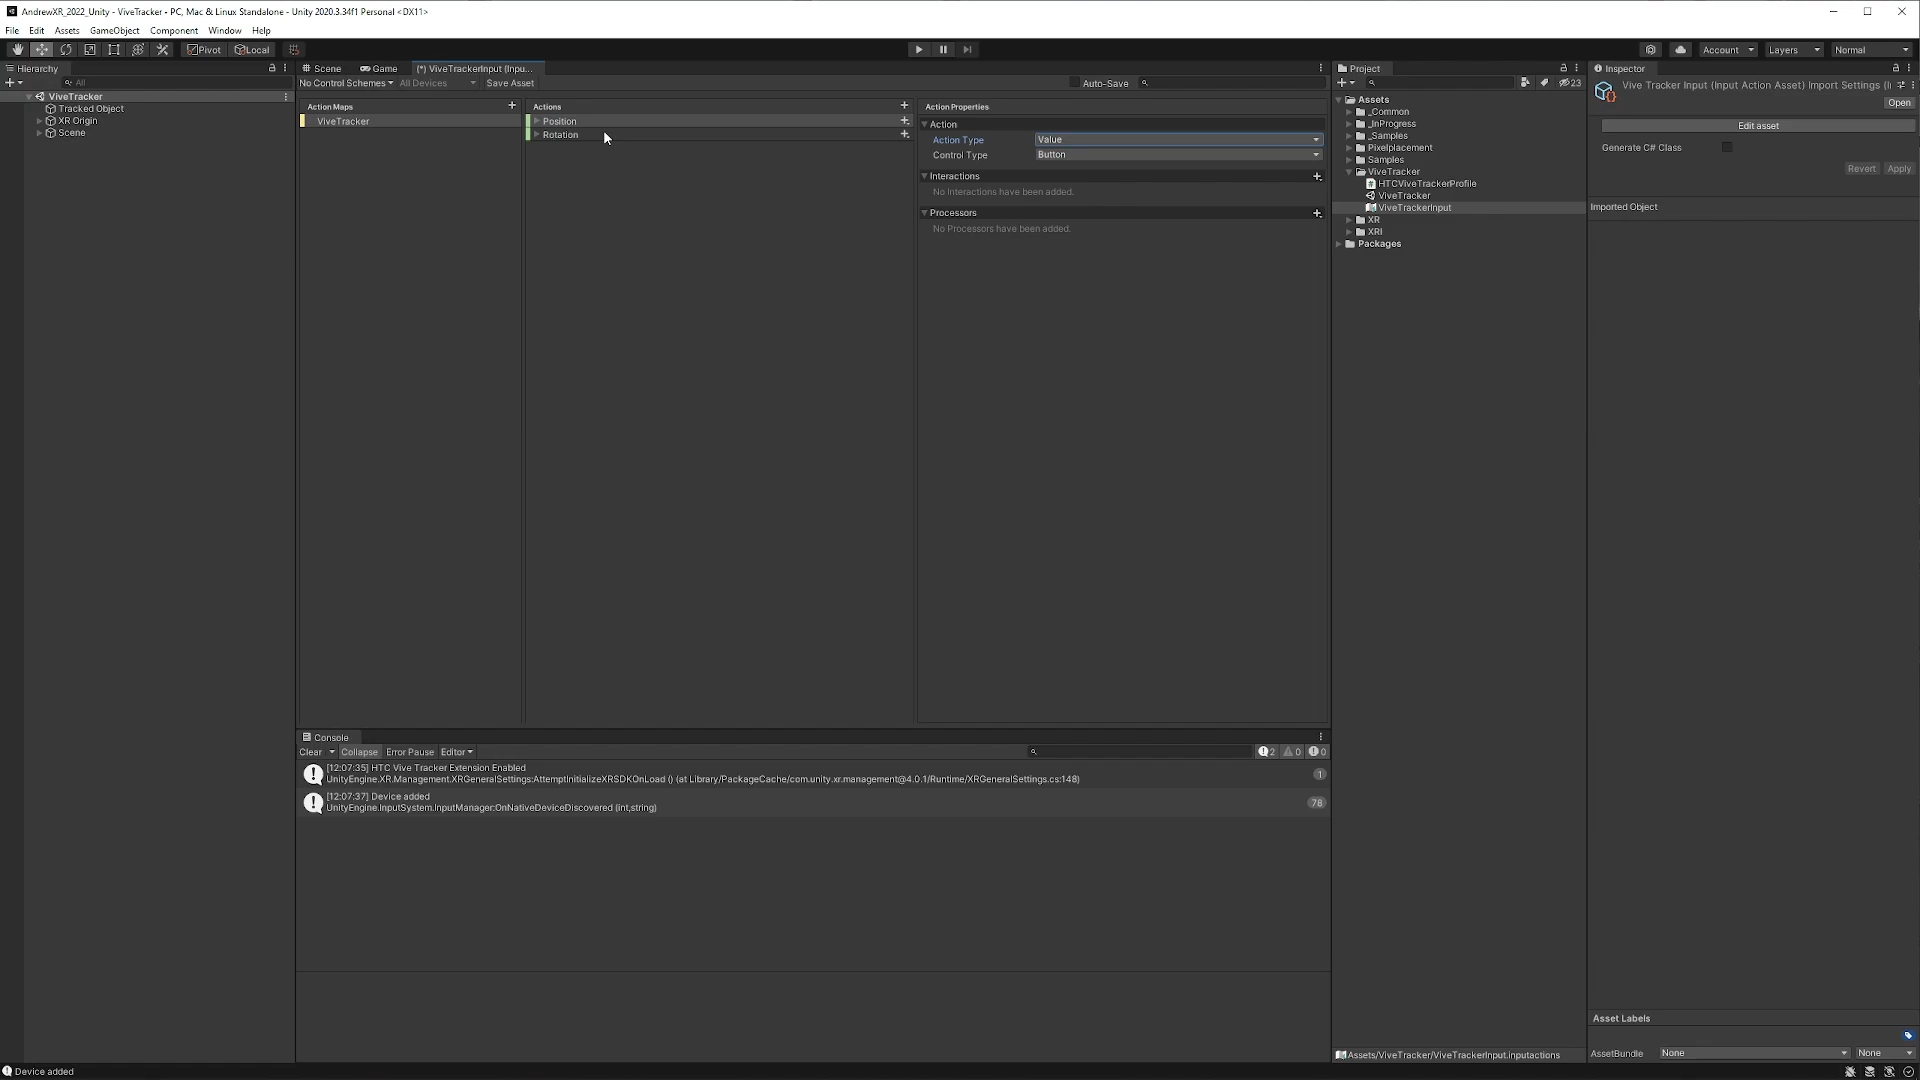 AndrewXR_2022_Unity - ViveTracker - PC, Mac & Linux Standalone - Unity 2020.3.34f1 Personal <DX11>
File Edit Assets GameObject Component Window Help
Pivot Local Account Layers Normal
Hierarchy
All
ViveTracker
Tracked Object
XR Origin
Scene
Scene Game (*) ViveTrackerInput (Inpu...
No Control Schemes All Devices Save Asset Auto-Save
Action Maps
ViveTracker
Actions
Position
Rotation
Action Properties
Action
Action Type Value
Control Type Button
Interactions
No Interactions have been added.
Processors
No Processors have been added.
Console
Clear Collapse Error Pause Editor 2 0 0
[12:07:35] HTC Vive Tracker Extension Enabled
UnityEngine.XR.Management.XRGeneralSettings:AttemptInitializeXRSDKOnLoad () (at Library/PackageCache/com.unity.xr.management@4.0.1/Runtime/XRGeneralSettings.cs:148)
1
[12:07:37] Device added
UnityEngine.InputSystem.InputManager:OnNativeDeviceDiscovered (int,string)
78
Project
23
Assets
_Common
_InProgress
_Samples
Pixelplacement
Samples
ViveTracker
HTCViveTrackerProfile
ViveTracker
ViveTrackerInput
XR
XRI
Packages
Assets/ViveTracker/ViveTrackerInput.inputactions
Inspector
Vive Tracker Input (Input Action Asset) Import Settings (I
Open
Edit asset
Generate C# Class
Revert Apply
Imported Object
Asset Labels
AssetBundle None None
Device added